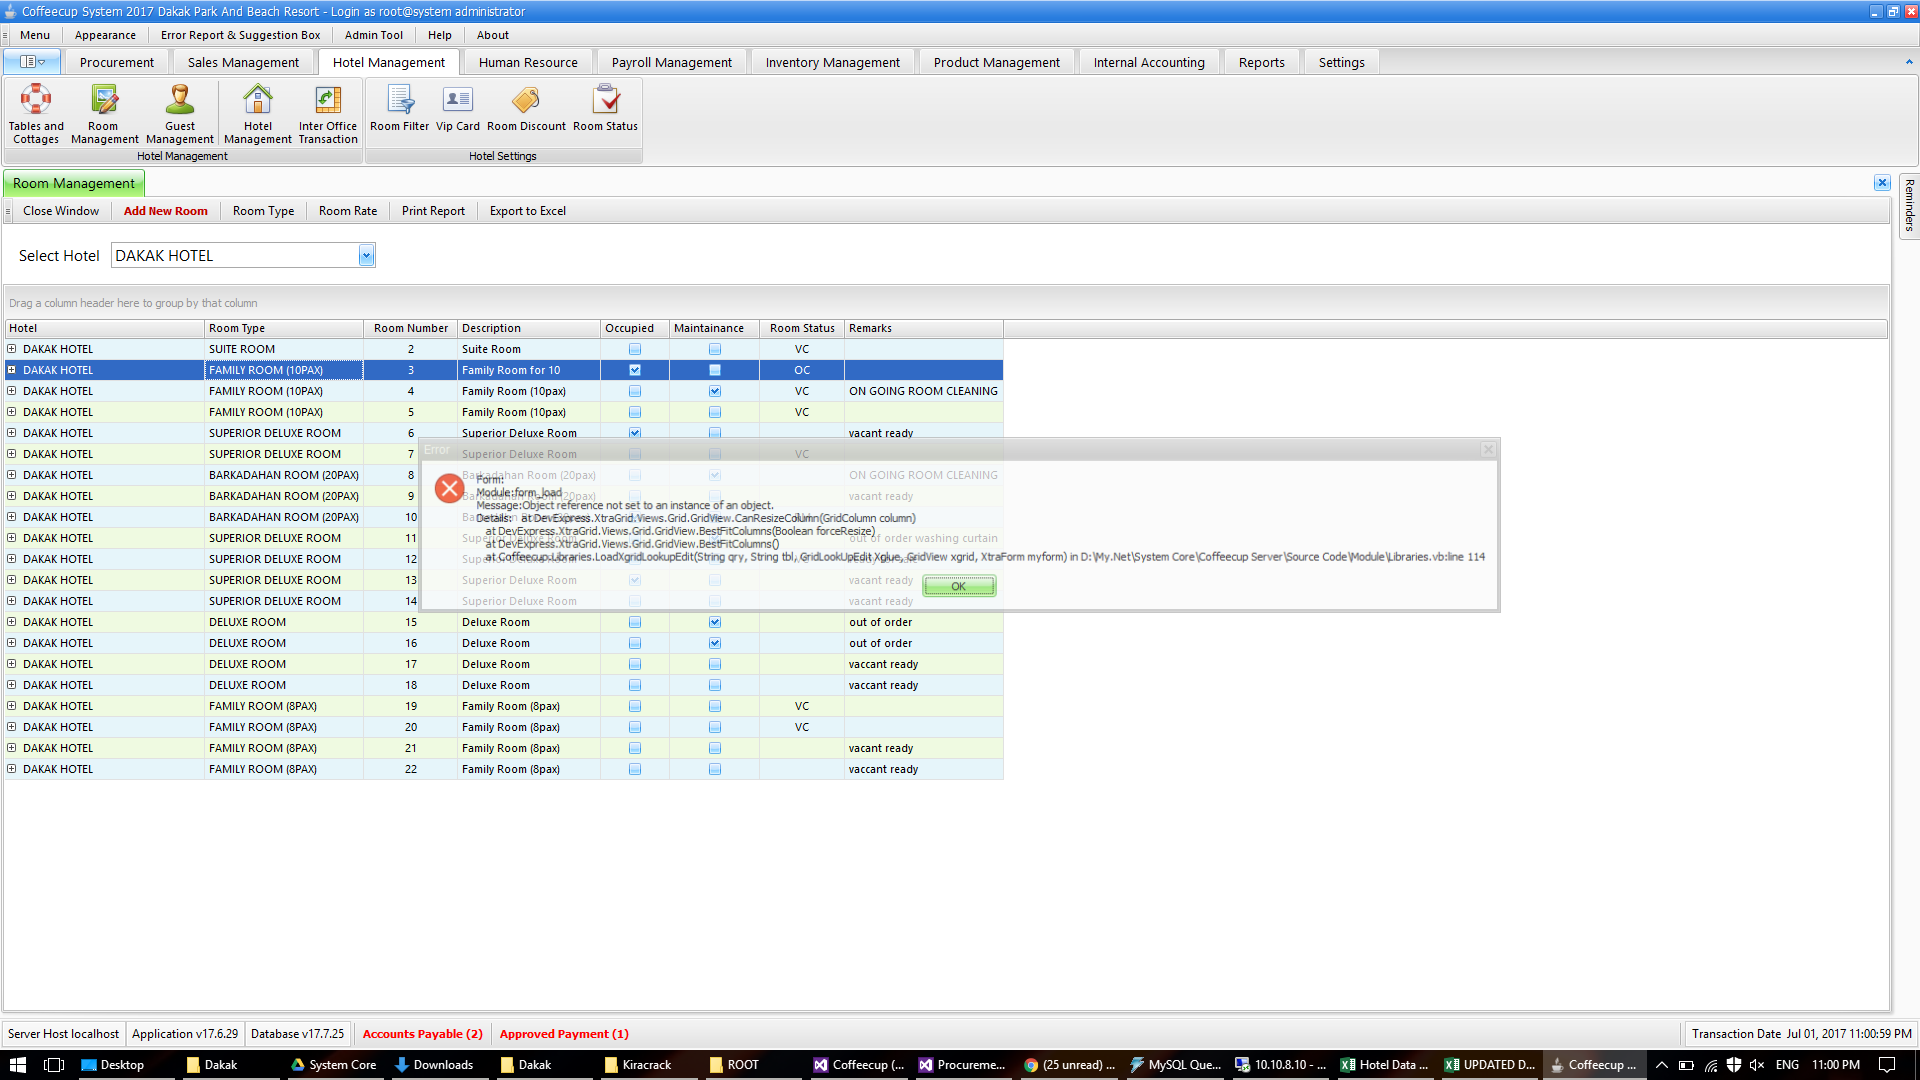 Coffeecup System 2017 Dakak Park And Beach Resort - Login as root@system administrator
Menu Appearance Error Report & Suggestion Box Admin Tool Help About
Procurement Sales Management Hotel Management Human Resource Payroll Management Inventory Management Product Management Internal Accounting Reports Settings
Tables and Cottages Room Management Guest Management Hotel Management Inter Office Transaction Room Filter Vip Card Room Discount Room Status
Hotel Management Hotel Settings
Room Management
Reminders
Close Window Add New Room Room Type Room Rate Print Report Export to Excel
Select Hotel DAKAK HOTEL
Drag a column header here to group by that column
Hotel Room Type Room Number Description Occupied Maintainance Room Status Remarks
DAKAK HOTEL SUITE ROOM 2 Suite Room VC
DAKAK HOTEL FAMILY ROOM (10PAX) 3 Family Room for 10 OC
DAKAK HOTEL FAMILY ROOM (10PAX) 4 Family Room (10pax) VC ON GOING ROOM CLEANING
DAKAK HOTEL FAMILY ROOM (10PAX) 5 Family Room (10pax) VC
DAKAK HOTEL SUPERIOR DELUXE ROOM 6 Superior Deluxe Room vacant ready
DAKAK HOTEL SUPERIOR DELUXE ROOM 7 Superior Deluxe Room VC
DAKAK HOTEL BARKADAHAN ROOM (20PAX) 8 Barkadahan Room (20pax) ON GOING ROOM CLEANING
DAKAK HOTEL BARKADAHAN ROOM (20PAX) 9 vacant ready
DAKAK HOTEL BARKADAHAN ROOM (20PAX) 10
DAKAK HOTEL SUPERIOR DELUXE ROOM 11 out of order washing curtain
DAKAK HOTEL SUPERIOR DELUXE ROOM 12
DAKAK HOTEL SUPERIOR DELUXE ROOM 13 Superior Deluxe Room vacant ready
DAKAK HOTEL SUPERIOR DELUXE ROOM 14 Superior Deluxe Room vacant ready
DAKAK HOTEL DELUXE ROOM 15 Deluxe Room out of order
DAKAK HOTEL DELUXE ROOM 16 Deluxe Room out of order
DAKAK HOTEL DELUXE ROOM 17 Deluxe Room vaccant ready
DAKAK HOTEL DELUXE ROOM 18 Deluxe Room vaccant ready
DAKAK HOTEL FAMILY ROOM (8PAX) 19 Family Room (8pax) VC
DAKAK HOTEL FAMILY ROOM (8PAX) 20 Family Room (8pax) VC
DAKAK HOTEL FAMILY ROOM (8PAX) 21 Family Room (8pax) vacant ready
DAKAK HOTEL FAMILY ROOM (8PAX) 22 Family Room (8pax) vaccant ready
Error
Form:
Module:form_load
Message:Object reference not set to an instance of an object.
Details: at DevExpress.XtraGrid.Views.Grid.GridView.CanResizeColumn(GridColumn column)
at DevExpress.XtraGrid.Views.Grid.GridView.BestFitColumns(Boolean forceResize)
at DevExpress.XtraGrid.Views.Grid.GridView.BestFitColumns()
at Coffeecup.Libraries.LoadXgridLookupEdit(String qry, String tbl, GridLookUpEdit Xglue, GridView xgrid, XtraForm myform) in D:\My.Net\System Core\Coffeecup Server\Source Code\Module\Libraries.vb:line 114
OK
Server Host localhost Application v17.6.29 Database v17.7.25 Accounts Payable (2) Approved Payment (1) Transaction Date Jul 01, 2017 11:00:59 PM
Desktop Dakak System Core Downloads Dakak Kiracrack ROOT Coffeecup (... Procureme... (25 unread) ... MySQL Que... 10.10.8.10 - ... Hotel Data ... UPDATED D... Coffeecup ... ENG 11:00 PM